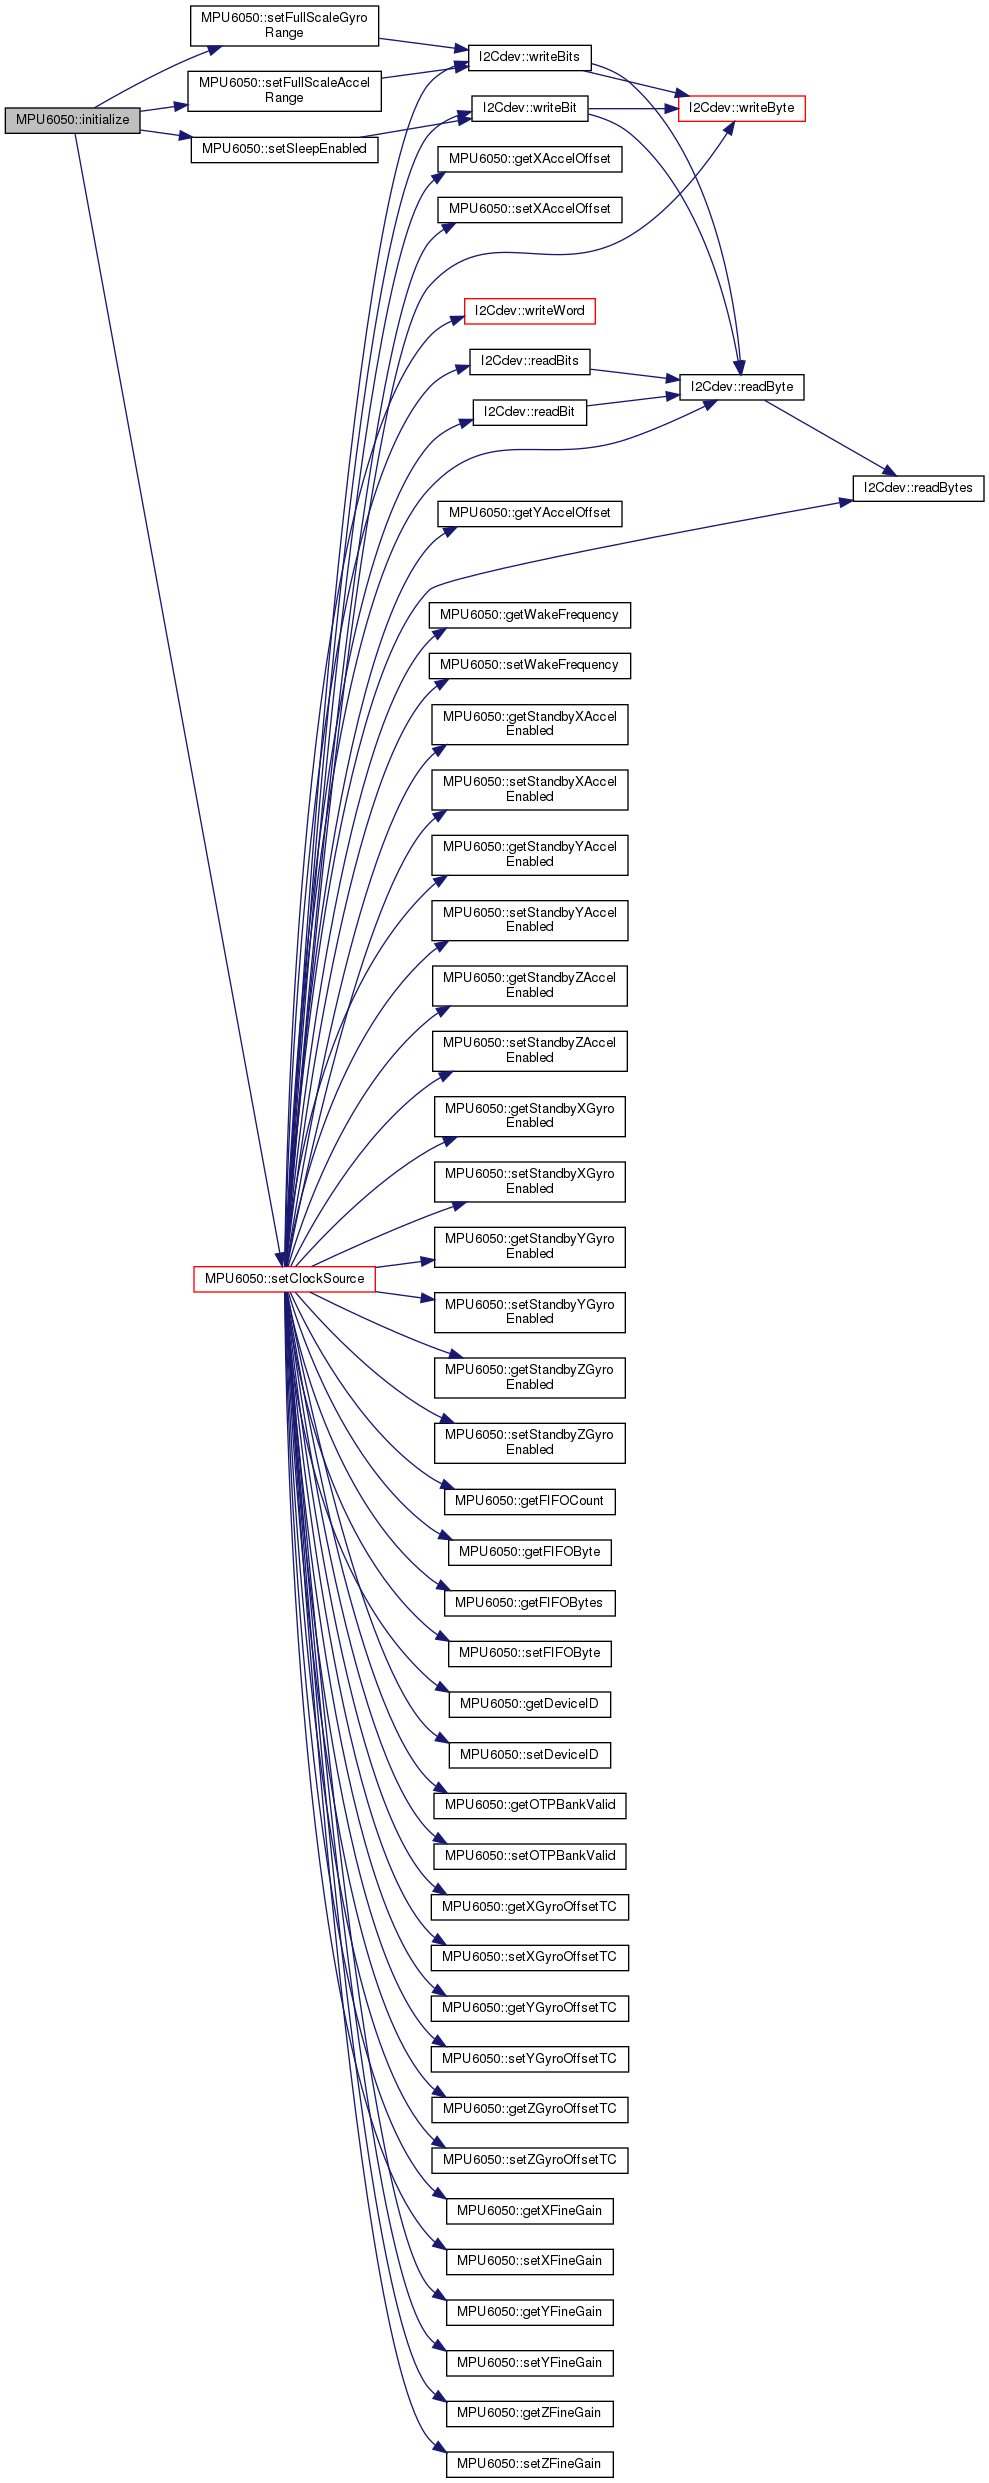 MPU6050::initialize
MPU6050::setFullScaleGyro
Range
MPU6050::setFullScaleAccel
Range
MPU6050::setSleepEnabled
MPU6050::setClockSource
I2Cdev::writeBits
I2Cdev::writeBit
MPU6050::getXAccelOffset
MPU6050::setXAccelOffset
I2Cdev::writeWord
I2Cdev::readBits
I2Cdev::readBit
MPU6050::getYAccelOffset
MPU6050::getWakeFrequency
MPU6050::setWakeFrequency
MPU6050::getStandbyXAccel
Enabled
MPU6050::setStandbyXAccel
Enabled
MPU6050::getStandbyYAccel
Enabled
MPU6050::setStandbyYAccel
Enabled
MPU6050::getStandbyZAccel
Enabled
MPU6050::setStandbyZAccel
Enabled
MPU6050::getStandbyXGyro
Enabled
MPU6050::setStandbyXGyro
Enabled
MPU6050::getStandbyYGyro
Enabled
MPU6050::setStandbyYGyro
Enabled
MPU6050::getStandbyZGyro
Enabled
MPU6050::setStandbyZGyro
Enabled
MPU6050::getFIFOCount
MPU6050::getFIFOByte
MPU6050::getFIFOBytes
MPU6050::setFIFOByte
MPU6050::getDeviceID
MPU6050::setDeviceID
MPU6050::getOTPBankValid
MPU6050::setOTPBankValid
MPU6050::getXGyroOffsetTC
MPU6050::setXGyroOffsetTC
MPU6050::getYGyroOffsetTC
MPU6050::setYGyroOffsetTC
MPU6050::getZGyroOffsetTC
MPU6050::setZGyroOffsetTC
MPU6050::getXFineGain
MPU6050::setXFineGain
MPU6050::getYFineGain
MPU6050::setYFineGain
MPU6050::getZFineGain
MPU6050::setZFineGain
I2Cdev::writeByte
I2Cdev::readByte
I2Cdev::readBytes